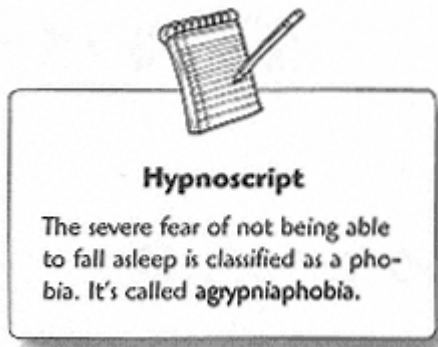 Hypnoscript
The severe fear of not being able
to fall asleep is classified as a pho-
bia. It's called agrypniaphobia.